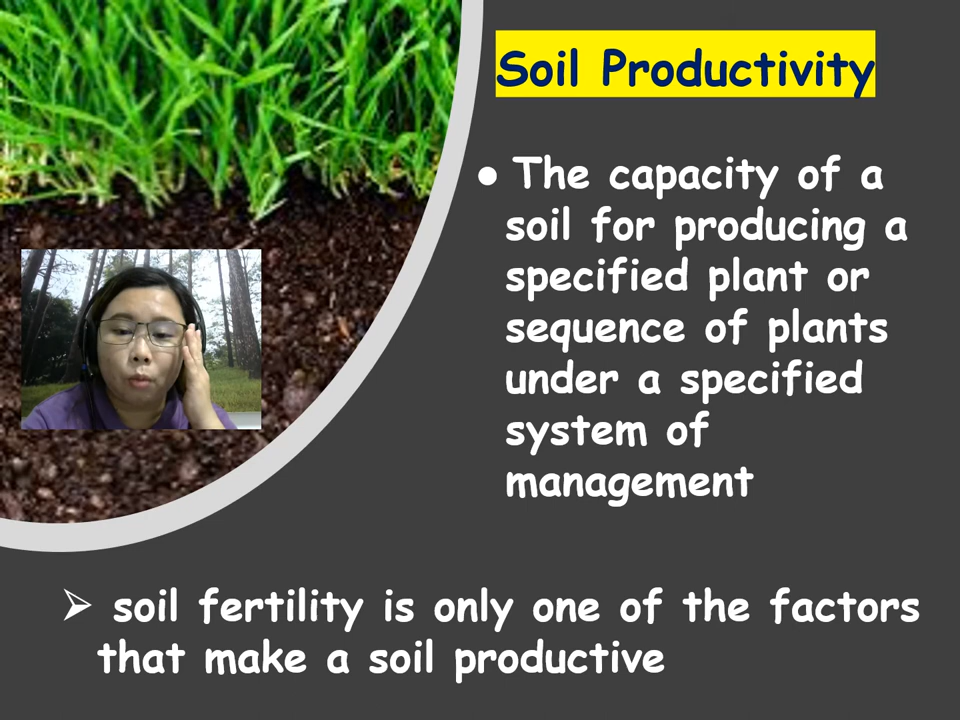 Soil Productivity
● The capacity of a
soil for producing a
specified plant or
sequence of plants
under a specified
system of
management
➢ soil fertility is only one of the factors
that make a soil productive